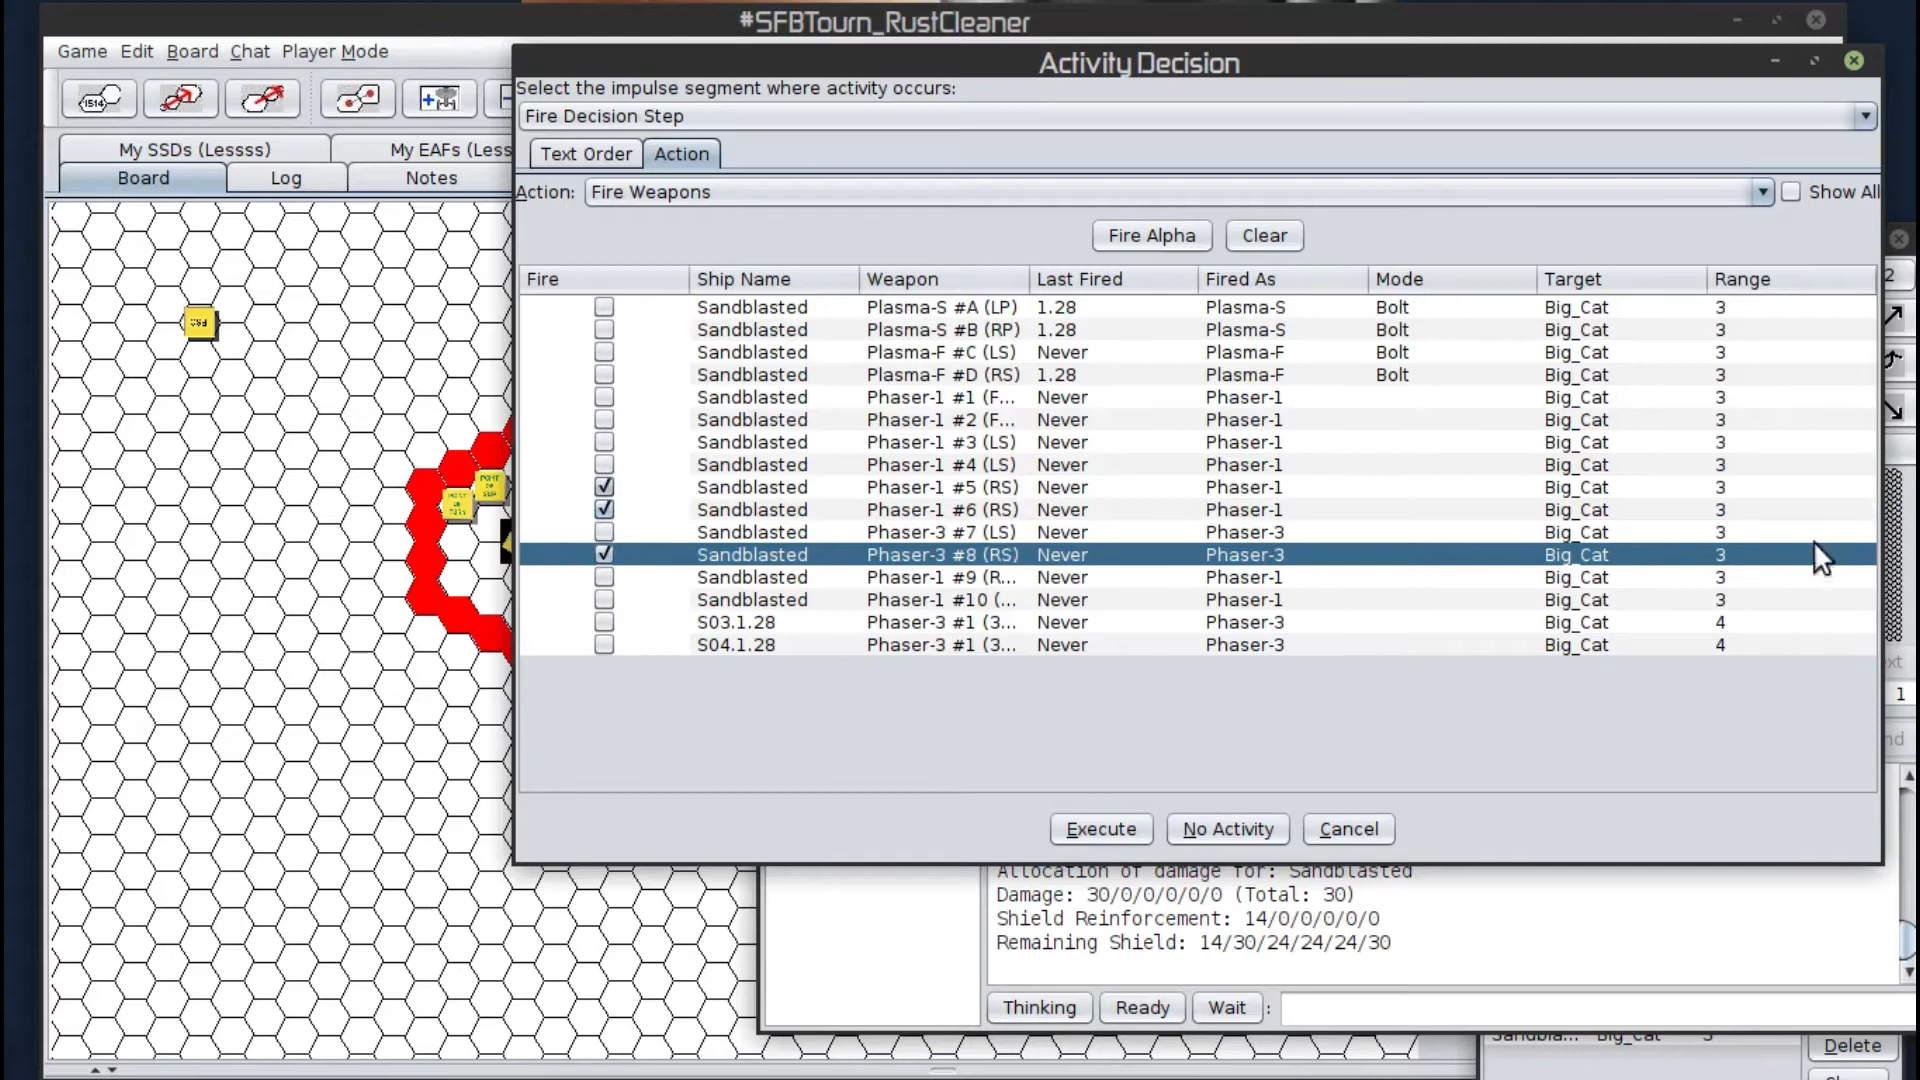 #SFBTourn_RustCleaner
Game Edit Board Chat Player Mode
Activity Decision
Select the impulse segment where activity occurs:
Fire Decision Step
Text Order Action
Action: Fire Weapons Show All
Fire Alpha Clear
My SSDs (Lessss) My EAFs (Less
Board Log Notes
Fire Ship Name Weapon Last Fired Fired As Mode Target Range
Sandblasted Plasma-S #A (LP) 1.28 Plasma-S Bolt Big_Cat 3
Sandblasted Plasma-S #B (RP) 1.28 Plasma-S Bolt Big_Cat 3
Sandblasted Plasma-F #C (LS) Never Plasma-F Bolt Big_Cat 3
Sandblasted Plasma-F #D (RS) 1.28 Plasma-F Bolt Big_Cat 3
Sandblasted Phaser-1 #1 (F... Never Phaser-1 Big_Cat 3
Sandblasted Phaser-1 #2 (F... Never Phaser-1 Big_Cat 3
Sandblasted Phaser-1 #3 (LS) Never Phaser-1 Big_Cat 3
Sandblasted Phaser-1 #4 (LS) Never Phaser-1 Big_Cat 3
Sandblasted Phaser-1 #5 (RS) Never Phaser-1 Big_Cat 3
Sandblasted Phaser-1 #6 (RS) Never Phaser-1 Big_Cat 3
Sandblasted Phaser-3 #7 (LS) Never Phaser-3 Big_Cat 3
Sandblasted Phaser-3 #8 (RS) Never Phaser-3 Big_Cat 3
Sandblasted Phaser-1 #9 (R... Never Phaser-1 Big_Cat 3
Sandblasted Phaser-1 #10 (... Never Phaser-1 Big_Cat 3
S03.1.28 Phaser-3 #1 (3... Never Phaser-3 Big_Cat 4
S04.1.28 Phaser-3 #1 (3... Never Phaser-3 Big_Cat 4
Execute No Activity Cancel
2
1
Allocation of damage for: Sandblasted
Damage: 30/0/0/0/0/0 (Total: 30)
Shield Reinforcement: 14/0/0/0/0/0
Remaining Shield: 14/30/24/24/24/30
Thinking Ready Wait :
Sandbla... Big_Cat 3
Delete